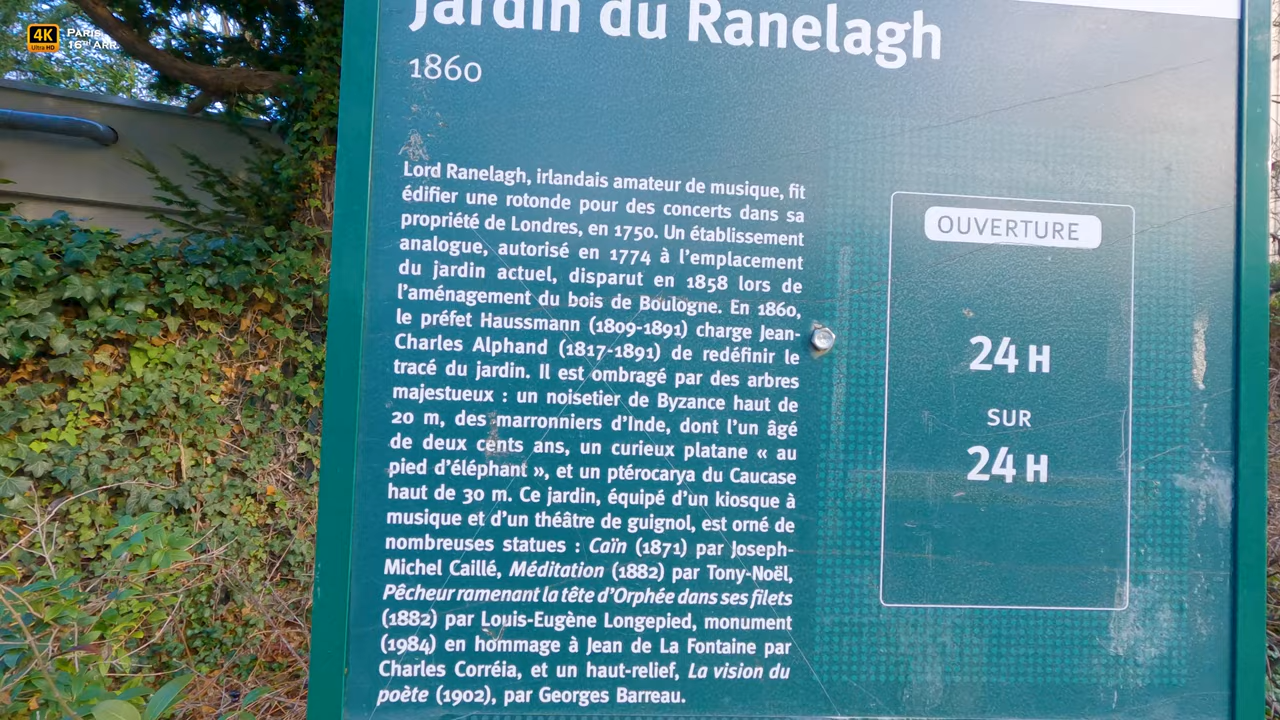 4K
Ultra HD
PARIS
16th ARR.
Jardin du Ranelagh
1860
Lord Ranelagh, irlandais amateur de musique, fit
édifier une rotonde pour des concerts dans sa
propriété de Londres, en 1750. Un établissement
analogue, autorisé en 1774 à l'emplacement
du jardin actuel, disparut en 1858 lors de
l'aménagement du bois de Boulogne. En 1860,
le préfet Haussmann (1809-1891) charge Jean-
Charles Alphand (1817-1891) de redéfinir le
tracé du jardin. Il est ombragé par des arbres
majestueux : un noisetier de Byzance haut de
20 m, des marronniers d'Inde, dont l'un âgé
de deux cents ans, un curieux platane « au
pied d'éléphant », et un ptérocarya du Caucase
haut de 30 m. Ce jardin, équipé d'un kiosque à
musique et d'un théâtre de guignol, est orné de
nombreuses statues : Caïn (1871) par Joseph-
Michel Caillé, Méditation (1882) par Tony-Noël,
Pêcheur ramenant la tête d'Orphée dans ses filets
(1882) par Louis-Eugène Longepied, monument
(1984) en hommage à Jean de La Fontaine par
Charles Corréia, et un haut-relief, La vision du
poète (1902), par Georges Barreau.
OUVERTURE
24 H
SUR
24 H